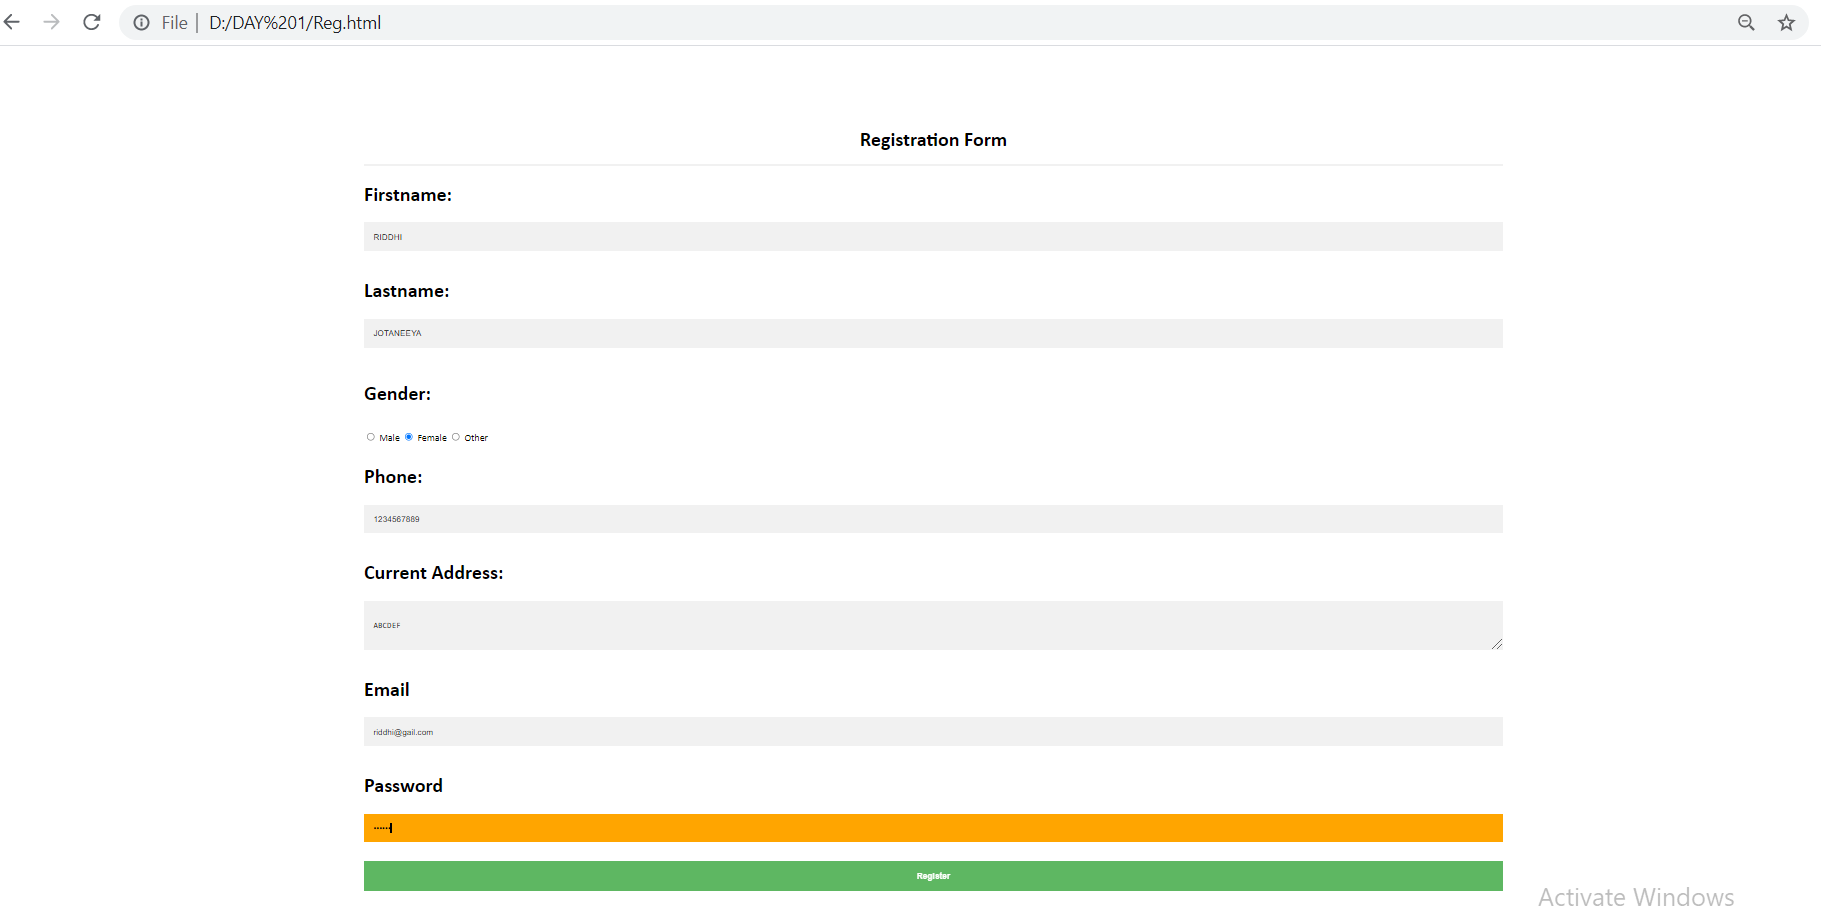 File | D:/DAY%201/Reg.html
Registration Form
Firstname:
RIDDHI
Lastname:
JOTANEEYA
Gender:
Male Female Other
Phone:
1234567889
Current Address:
ABCDEF
Email
riddhi@gail.com
Password
······
Register
Activate Windows